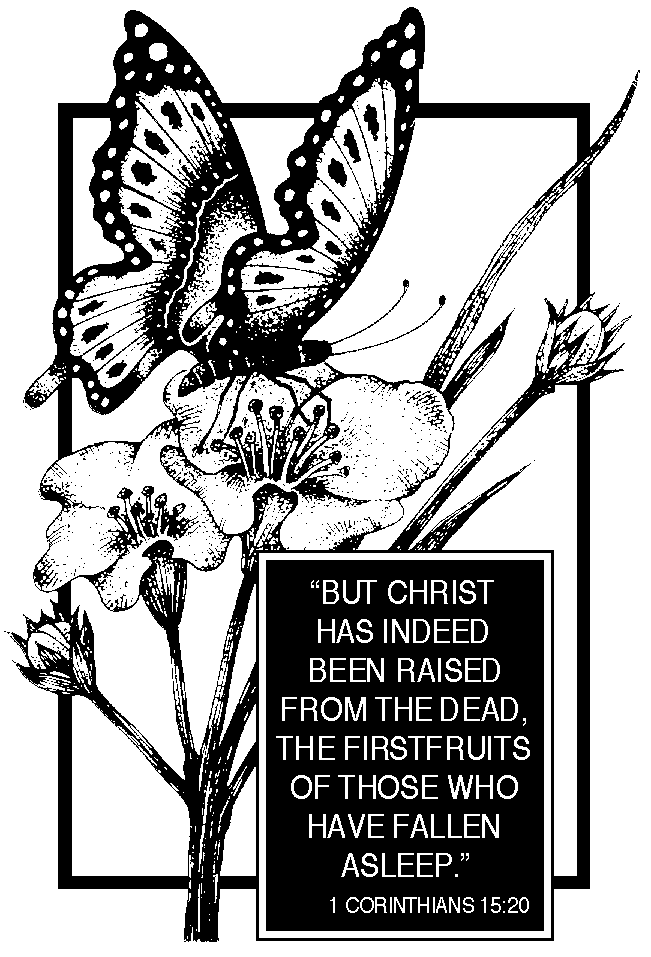 “BUT CHRIST
HAS INDEED
BEEN RAISED
FROM THE DEAD,
THE FIRSTFRUITS
OF THOSE WHO
HAVE FALLEN
ASLEEP.”
1 CORINTHIANS 15:20